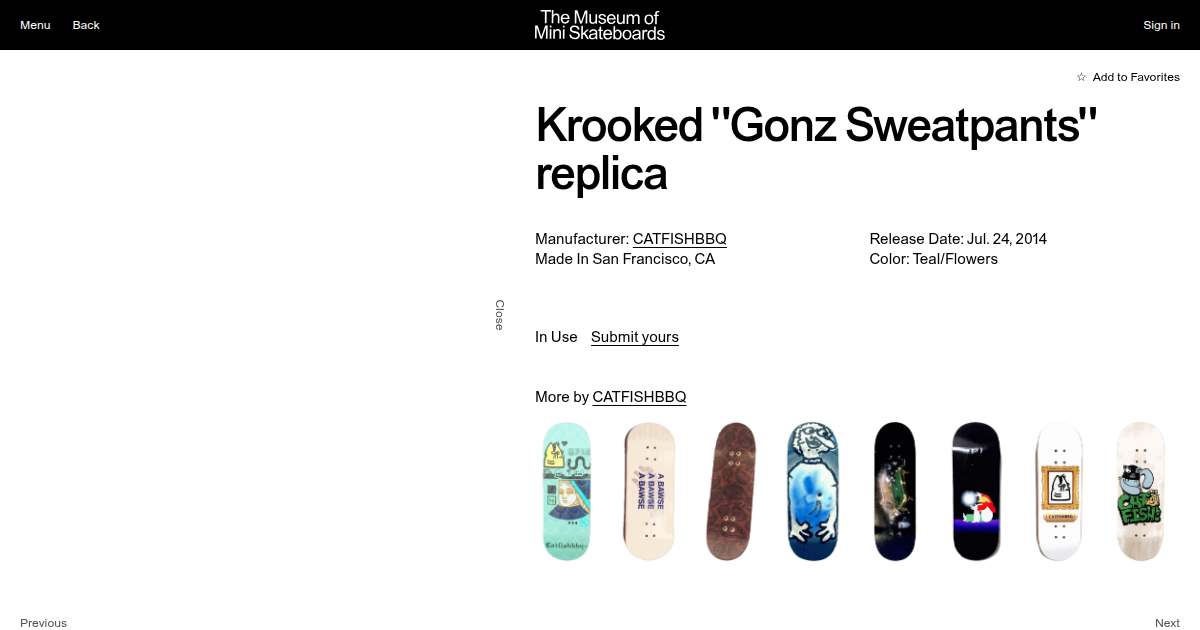 Menu
Back
The Museum of
Mini Skateboards
Sign in
☆ Add to Favorites
Krooked "Gonz Sweatpants"
replica
Manufacturer: CATFISHBBQ
Made In San Francisco, CA
Release Date: Jul. 24, 2014
Color: Teal/Flowers
Close
In Use
Submit yours
More by CATFISHBBQ
Catfishbbq
A BAWSE
A BAWSE
A BAWSE
Previous
Next